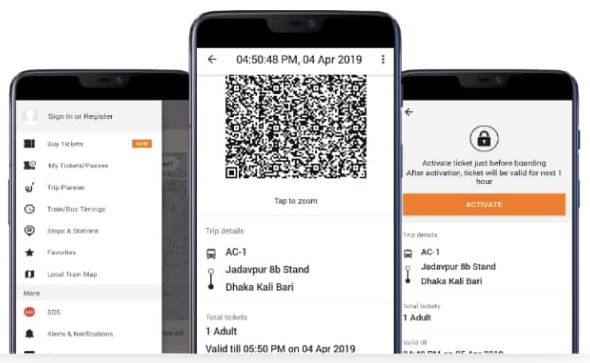 Sign In or Register
Buy Tickets
NEW
My Tickets/Passes
Trip Planner
Train/Bus Timings
Stops & Stations
Favorites
Local Train Map
More
SOS
Alerts & Notifications
04:50:48 PM, 04 Apr 2019
Tap to zoom
Trip details
AC-1
Jadavpur 8b Stand
Dhaka Kali Bari
Total tickets
1 Adult
Valid till 05:50 PM on 04 Apr 2019
Activate ticket just before boarding
After activation, ticket will be valid for next 1
hour
ACTIVATE
Trip details
AC-1
Jadavpur 8b Stand
Dhaka Kali Bari
Total tickets
1 Adult
Valid till